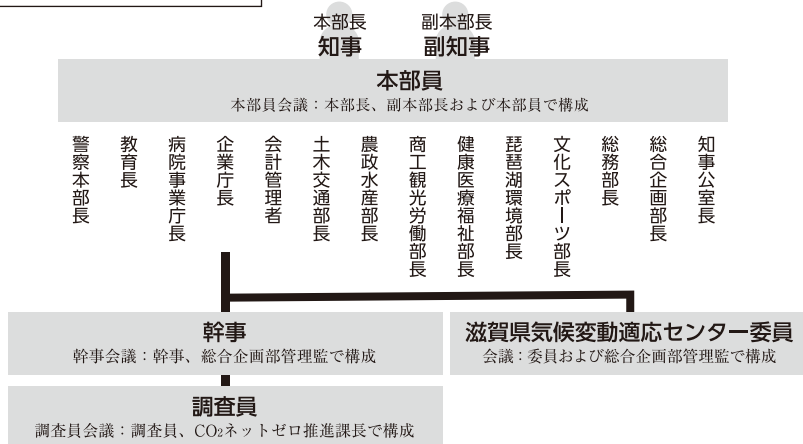 本部長
知事
副本部長
副知事
本部員
本部員会議：本部長、副本部長および本部員で構成
知事公室長
総合企画部長
総務部長
文化スポーツ部長
琵琶湖環境部長
健康医療福祉部長
商工観光労働部長
農政水産部長
土木交通部長
会計管理者
企業庁長
病院事業庁長
教育長
警察本部長
幹事
幹事会議：幹事、総合企画部管理監で構成
滋賀県気候変動適応センター委員
会議：委員および総合企画部管理監で構成
調査員
調査員会議：調査員、CO₂ネットゼロ推進課長で構成